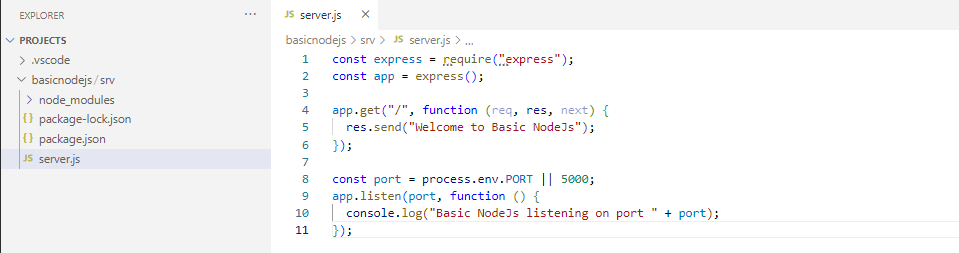 EXPLORER ...
PROJECTS
.vscode
basicnodejs / srv
node_modules
{} package-lock.json
{} package.json
JS server.js
JS server.js ×
basicnodejs > srv > JS server.js > ...
1 const express = require("express");
2 const app = express();
3
4 app.get("/", function (req, res, next) {
5 res.send("Welcome to Basic NodeJs");
6 });
7
8 const port = process.env.PORT || 5000;
9 app.listen(port, function () {
10 console.log("Basic NodeJs listening on port " + port);
11 });